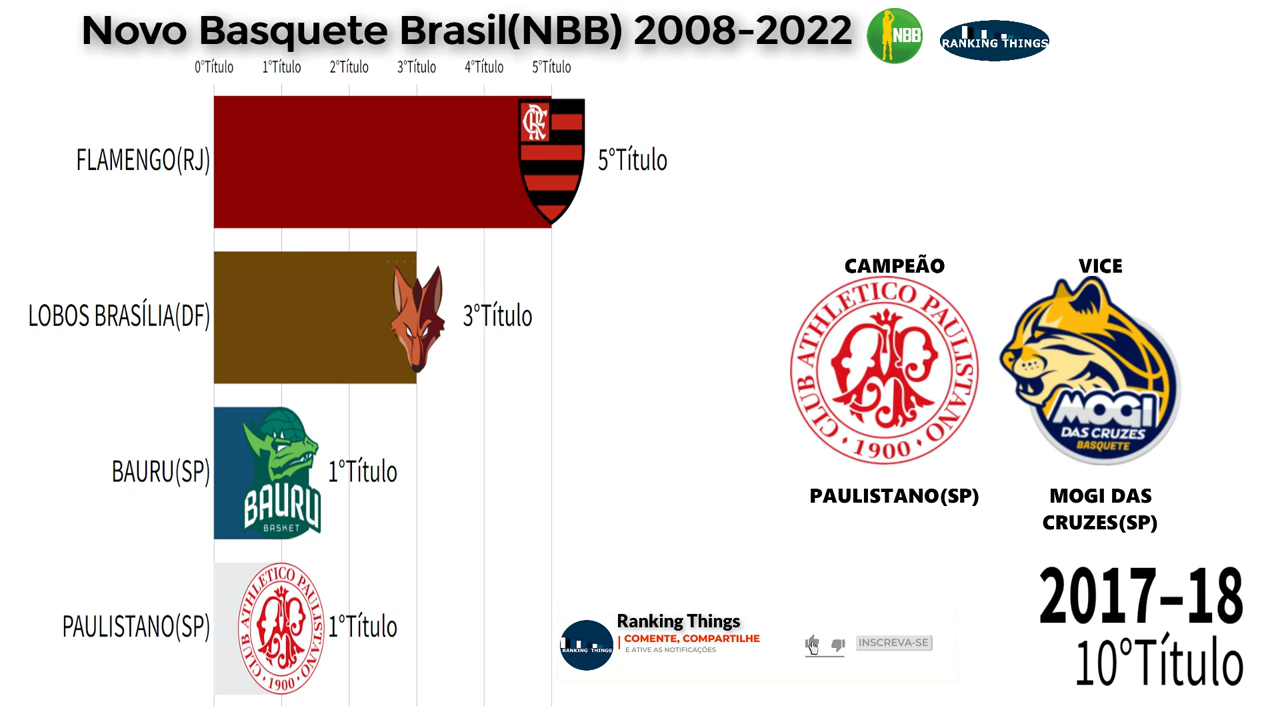 Novo Basquete Brasil(NBB) 2008-2022
NBB
RANKING THINGS
0°Título 1°Título 2°Título 3°Título 4°Título 5°Título
FLAMENGO(RJ)
5°Título
LOBOS BRASÍLIA(DF)
3°Título
BAURU(SP)
BAURU
BASKET
1°Título
PAULISTANO(SP)
CLUB ATHLETICO PAULISTANO
• 1900 •
1°Título
CAMPEÃO
VICE
CLUB ATHLETICO PAULISTANO
• 1900 •
MOGI
DAS CRUZES
BASQUETE
PAULISTANO(SP)
MOGI DAS
CRUZES(SP)
2017-18
10°Título
RANKING THINGS
Ranking Things
COMENTE, COMPARTILHE
E ATIVE AS NOTIFICAÇÕES
INSCREVA-SE